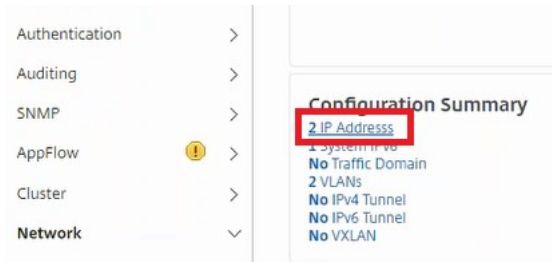 Authentication
Auditing
SNMP
AppFlow
Cluster
Network
Configuration Summary
2 IP Addresss
1 System IPv6
No Traffic Domain
2 VLANs
No IPv4 Tunnel
No IPv6 Tunnel
No VXLAN